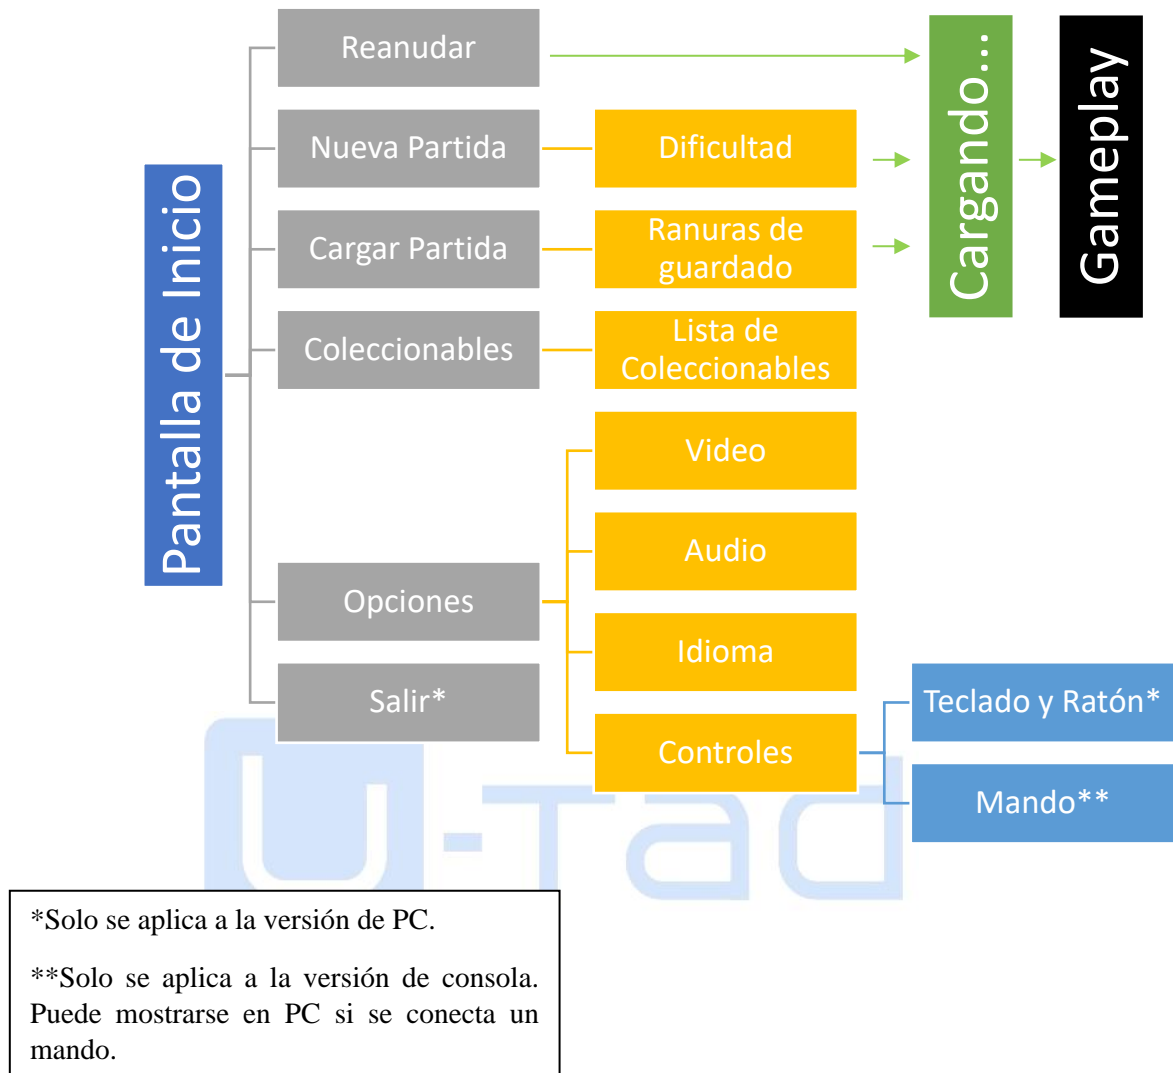 Pantalla de Inicio
Reanudar
Nueva Partida
Cargar Partida
Coleccionables
Opciones
Salir*
Dificultad
Ranuras de
guardado
Lista de
Coleccionables
Video
Audio
Idioma
Controles
Teclado y Ratón*
Mando**
Cargando...
Gameplay
U-Tad
*Solo se aplica a la versión de PC.
**Solo se aplica a la versión de consola.
Puede mostrarse en PC si se conecta un
mando.